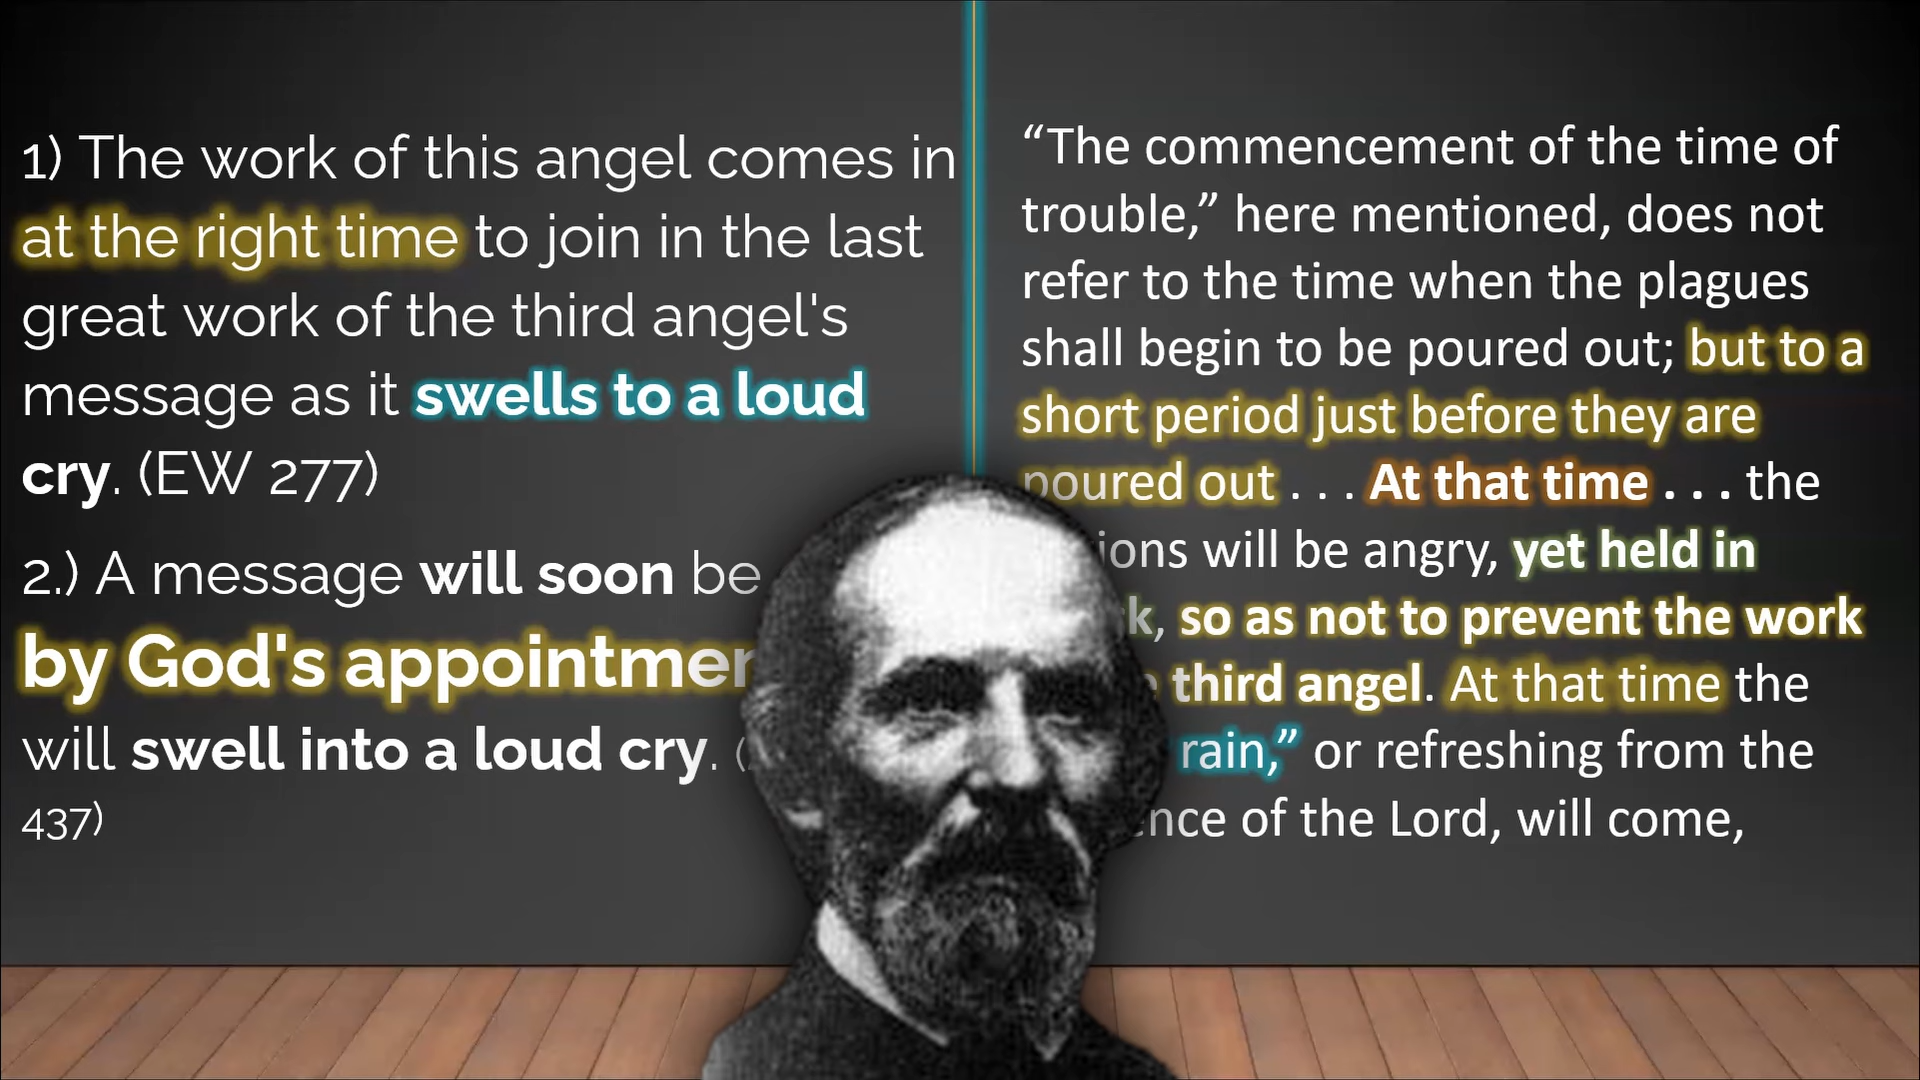 1) The work of this angel comes in
at the right time to join in the last
great work of the third angel's
message as it swells to a loud
cry. (EW 277)
2.) A message will soon be
by God's
will swell into a loud cry. (
437)
“The commencement of the time of
trouble,” here mentioned, does not
refer to the time when the plagues
shall begin to be poured out; but to a
short period just before they are
poured out . . . At that time . . . the
will be angry, yet held in
so as not to prevent the work
third angel. At that time the
rain,” or refreshing from the
of the Lord, will come,